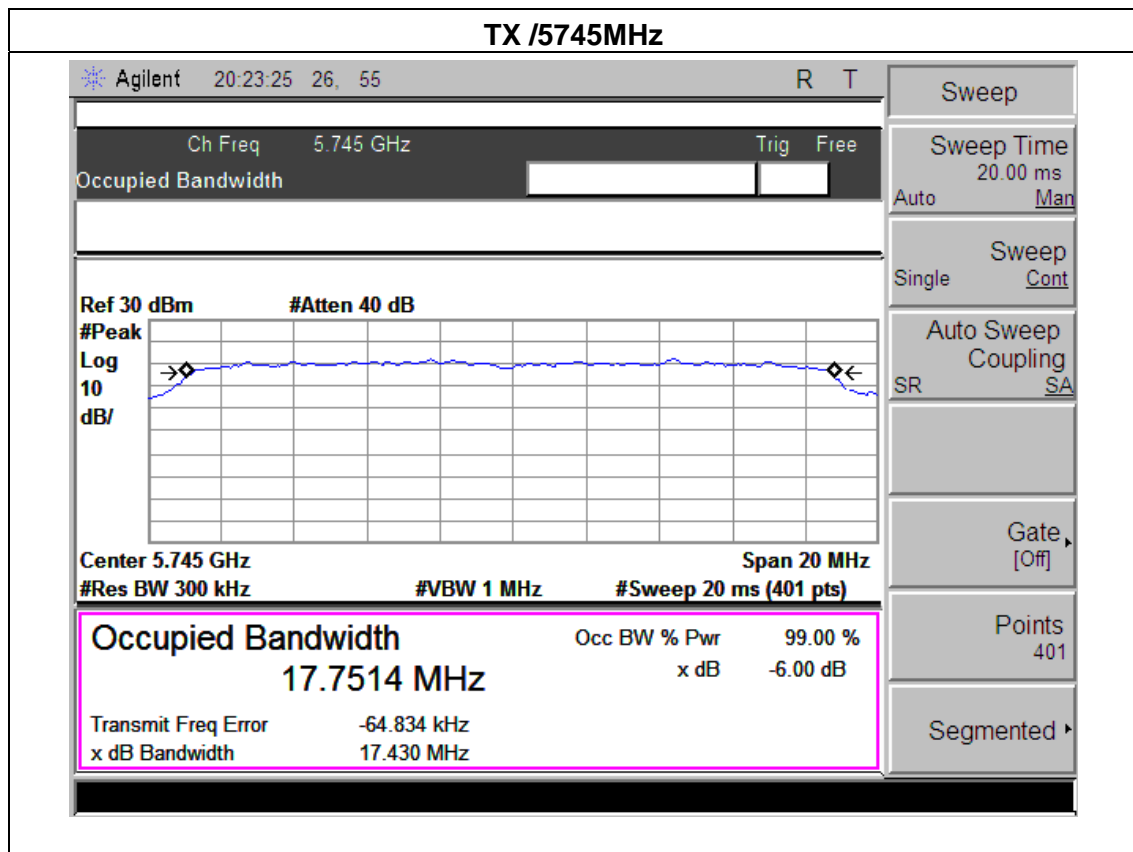 TX /5745MHz
Agilent 20:23:25 26, 55 R T
Ch Freq 5.745 GHz Trig Free
Occupied Bandwidth
Ref 30 dBm #Atten 40 dB
#Peak
Log
10
dB/
Center 5.745 GHz Span 20 MHz
#Res BW 300 kHz #VBW 1 MHz #Sweep 20 ms (401 pts)
Occupied Bandwidth Occ BW % Pwr 99.00 %
17.7514 MHz x dB -6.00 dB
Transmit Freq Error -64.834 kHz
x dB Bandwidth 17.430 MHz
Sweep
Sweep Time
20.00 ms
Auto Man
Sweep
Single Cont
Auto Sweep
Coupling
SR SA
Gate
[Off]
Points
401
Segmented